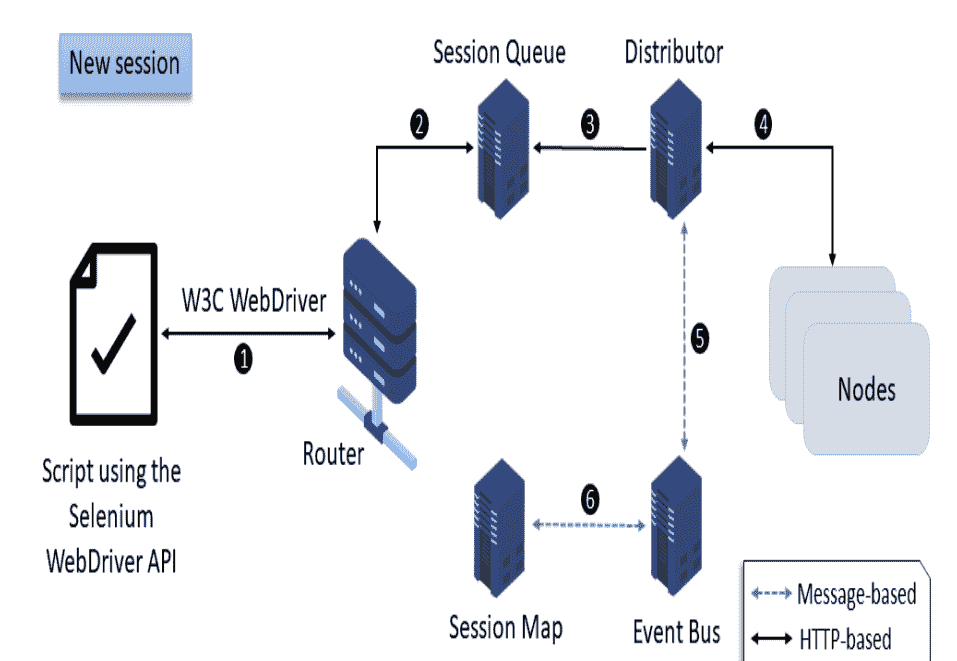 New session
Session Queue
Distributor
2
3
4
W3C WebDriver
1
5
Nodes
Router
Script using the
Selenium
WebDriver API
6
Session Map
Event Bus
Message-based
HTTP-based